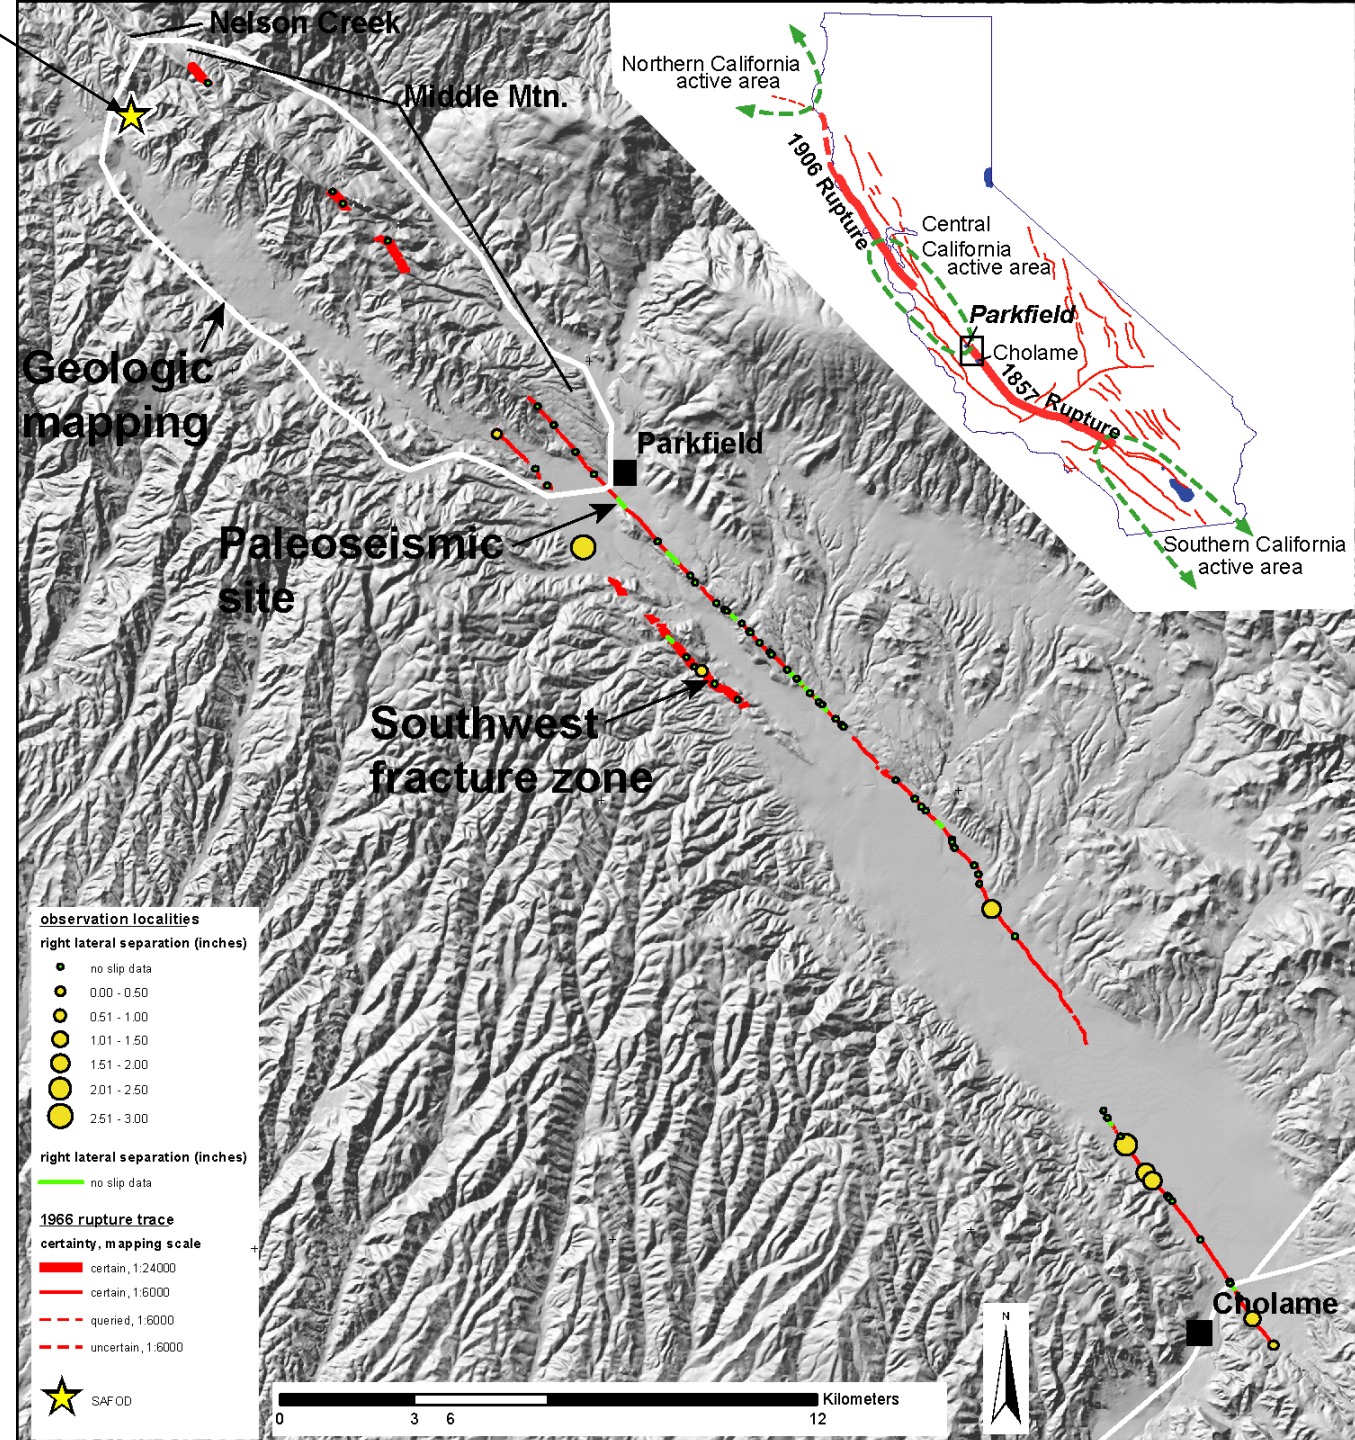 Nelson Creek
Middle Mtn.
Northern California
active area
1906 Rupture
Central
California
active area
Parkfield
Cholame
1857 Rupture
Southern California
active area
Geologic
mapping
Parkfield
Paleoseismic
site
Southwest
fracture zone
Cholame
observation localities
right lateral separation (inches)
no slip data
0.00 - 0.50
0.51 - 1.00
1.01 - 1.50
1.51 - 2.00
2.01 - 2.50
2.51 - 3.00
right lateral separation (inches)
no slip data
1966 rupture trace
certainty, mapping scale
certain, 1:24000
certain, 1:6000
queried, 1:6000
uncertain, 1:6000
SAFOD
Kilometers
0 3 6 12
N